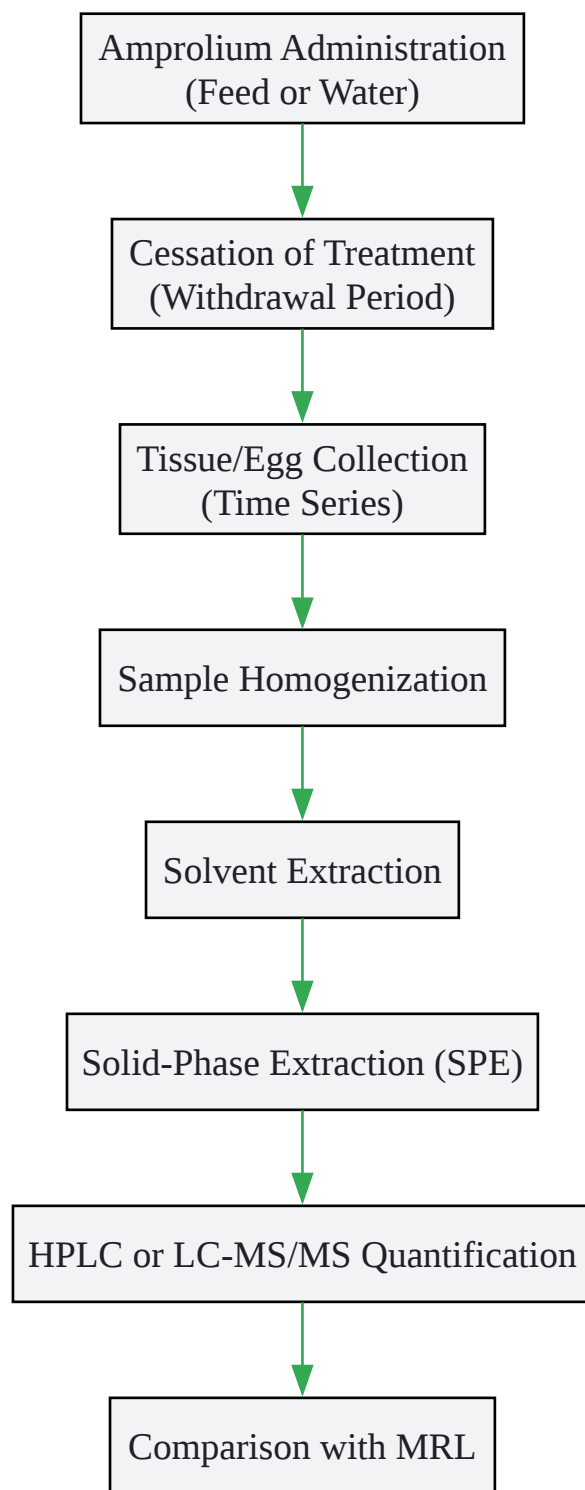 Amprolium Administration
(Feed or Water)
Cessation of Treatment
(Withdrawal Period)
Tissue/Egg Collection
(Time Series)
Sample Homogenization
Solvent Extraction
Solid-Phase Extraction (SPE)
HPLC or LC-MS/MS Quantification
Comparison with MRL